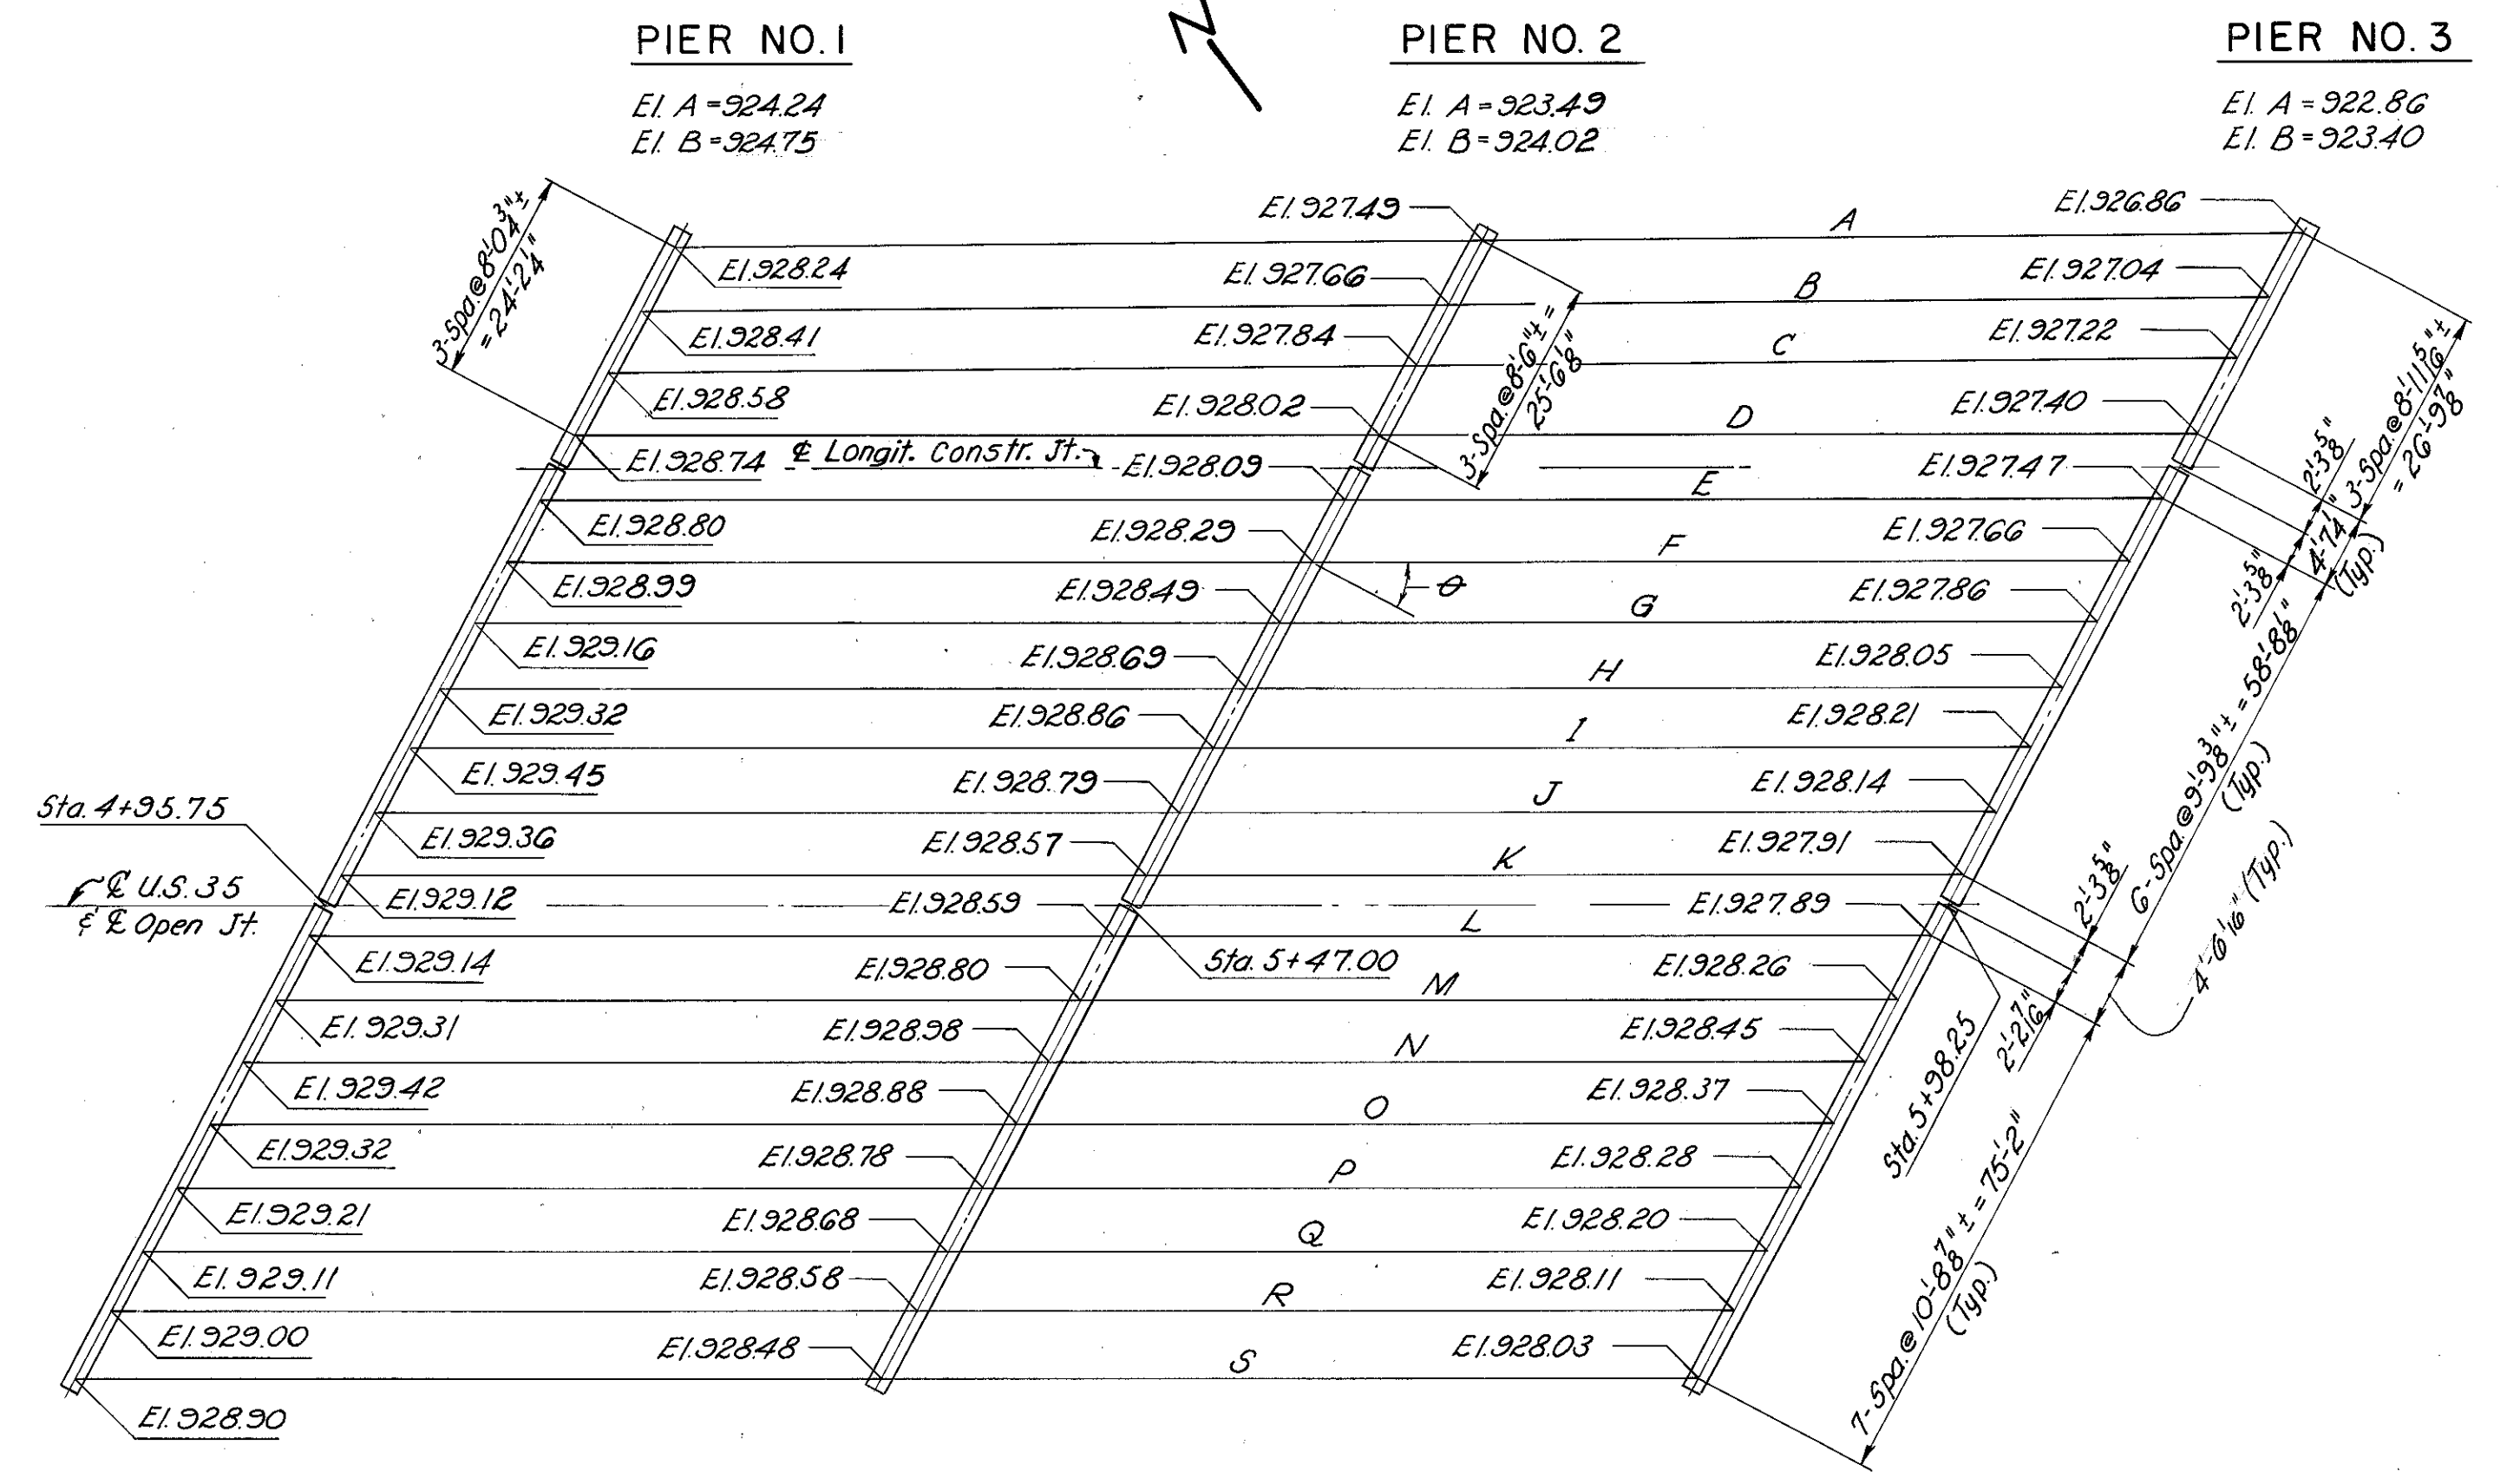 N
PIER NO. 1
El. A = 924.24
El. B = 924.75
PIER NO. 2
El. A = 923.49
El. B = 924.02
PIER NO. 3
El. A = 922.86
El. B = 923.40
3-Spa. @ 8'-0 3/4"±
= 24'-2 1/4"
El. 928.24
El. 928.41
El. 928.58
El. 928.74
El. 928.80
El. 928.99
El. 929.16
El. 929.32
El. 929.45
El. 929.36
El. 929.12
El. 929.14
El. 929.31
El. 929.42
El. 929.32
El. 929.21
El. 929.11
El. 929.00
El. 928.90
℄ Longit. Constr. Jt.
Sta. 4+95.75
℄ U.S. 35
& ℄ Open Jt.
El. 927.49
El. 927.66
El. 927.84
El. 928.02
El. 928.09
El. 928.29
El. 928.49
El. 928.69
El. 928.86
El. 928.79
El. 928.57
El. 928.59
El. 928.80
El. 928.98
El. 928.88
El. 928.78
El. 928.68
El. 928.58
El. 928.48
3-Spa. @ 8'-6"± =
25'-6 1/8"
θ
Sta. 5+47.00
A
B
C
D
E
F
G
H
I
J
K
L
M
N
O
P
Q
R
S
El. 926.86
El. 927.04
El. 927.22
El. 927.40
El. 927.47
El. 927.66
El. 927.86
El. 928.05
El. 928.21
El. 928.14
El. 927.91
El. 927.89
El. 928.26
El. 928.45
El. 928.37
El. 928.28
El. 928.20
El. 928.11
El. 928.03
3-Spa. @ 8'-11 5/16"±
= 26'-9 7/8"
2'-3 5/8"
4'-7 1/4"
(Typ.)
2'-3 5/8"
6-Spa. @ 9'-9 3/8"± = 58'-8 1/8"
(Typ.)
2'-3 5/8"
4'-6 1/16" (Typ.)
2'-2 7/16"
Sta. 5+98.25
7-Spa. @ 10'-8 7/8"± = 75'-2"
(Typ.)